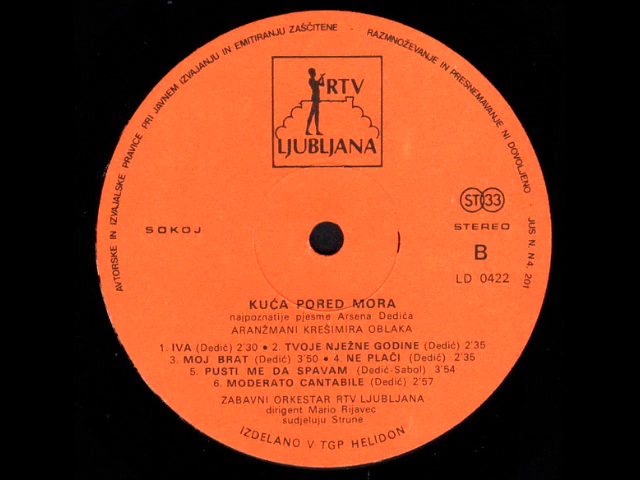 AVTORSKE IN IZVAJALSKE PRAVICE PRI JAVNEM IZVAJANJU IN EMITIRANJU ZAŠČITENE - RAZMNOŽEVANJE IN PRESNEMAVANJE NI DOVOLJENO JUS N. N4. 201
RTV
LJUBLJANA
SOKOJ
ST 33
STEREO
B
LD 0422
KUĆA PORED MORA
najpoznatije pjesme Arsena Dedića
ARANŽMANI KREŠIMIRA OBLAKA
1. IVA (Dedić) 2'30 • 2. TVOJE NJEŽNE GODINE (Dedić) 2'35
3. MOJ BRAT (Dedić) 3'50 • 4. NE PLAČI (Dedić) 2'35
5. PUSTI ME DA SPAVAM (Dedić-Sabol) 3'54
6. MODERATO CANTABILE (Dedić) 2'57
ZABAVNI ORKESTAR RTV LJUBLJANA
dirigent Mario Rijavec
sudjeluju Strune
IZDELANO V TGP HELIDON